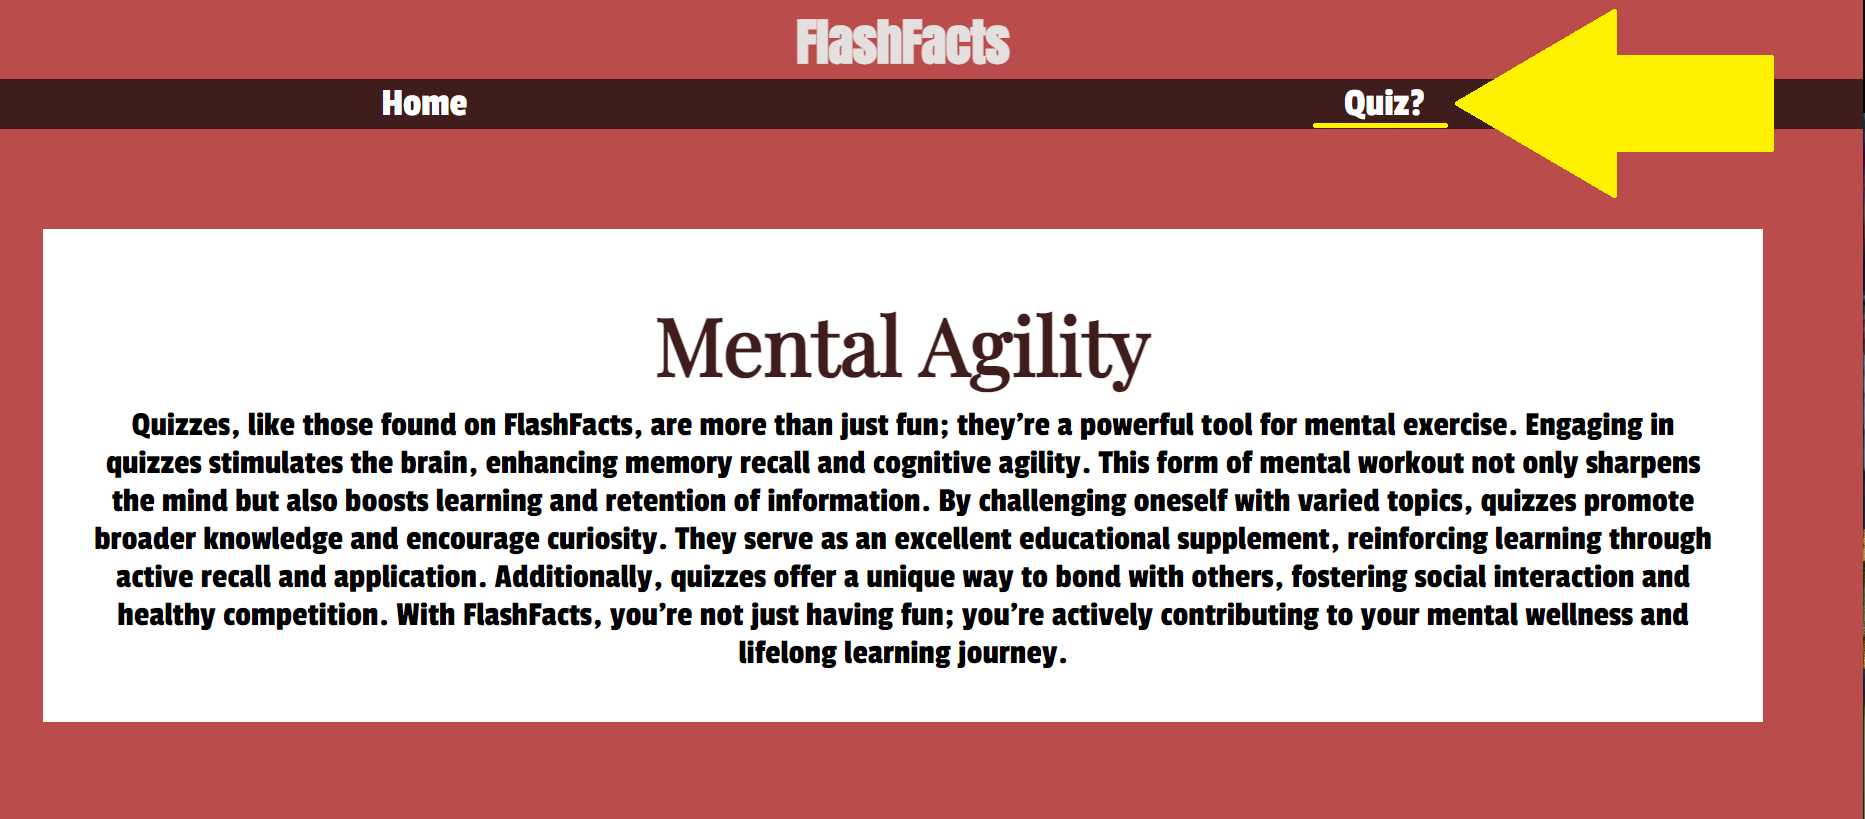 FlashFacts
Home
Quiz?
Mental Agility
Quizzes, like those found on FlashFacts, are more than just fun; they’re a powerful tool for mental exercise. Engaging in
quizzes stimulates the brain, enhancing memory recall and cognitive agility. This form of mental workout not only sharpens
the mind but also boosts learning and retention of information. By challenging oneself with varied topics, quizzes promote
broader knowledge and encourage curiosity. They serve as an excellent educational supplement, reinforcing learning through
active recall and application. Additionally, quizzes offer a unique way to bond with others, fostering social interaction and
healthy competition. With FlashFacts, you’re not just having fun; you’re actively contributing to your mental wellness and
lifelong learning journey.